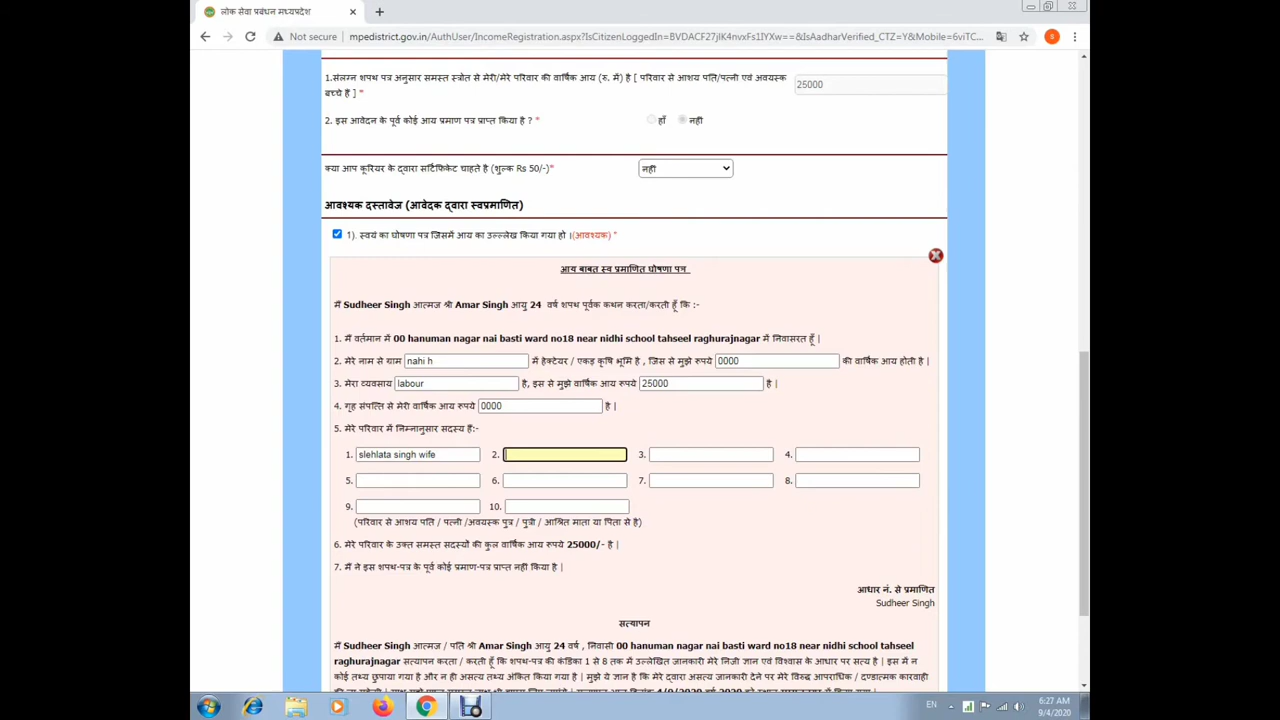 लोक सेवा प्रबंधन मध्यप्रदेश
Not secure | mpedistrict.gov.in/AuthUser/IncomeRegistration.aspx?IsCitizenLoggedIn=BVDACF27jlK4nvxFs1IYXw==&IsAadharVerified_CTZ=Y&Mobile=6viTC...
1.संलग्न शपथ पत्र अनुसार समस्त स्त्रोत से मेरी/मेरे परिवार की वार्षिक आय (रु. में) है [ परिवार से आशय पति/पत्नी एवं अवयस्क
बच्चे हैं ] * 25000
2. इस आवेदन के पूर्व कोई आय प्रमाण पत्र प्राप्त किया है ? * हाँ नहीं
क्या आप कूरियर के द्वारा सर्टिफिकेट चाहते है (शुल्क Rs 50/-)* नहीं
आवश्यक दस्तावेज (आवेदक द्वारा स्वप्रमाणित)
1). स्वयं का घोषणा पत्र जिसमें आय का उल्ल्लेख किया गया हो ।(आवश्यक) *
आय बाबत स्व प्रमाणित घोषणा पत्र
मैं Sudheer Singh आत्मज श्री Amar Singh आयु 24 वर्ष शपथ पूर्वक कथन करता/करती हूँ कि :-
1. मैं वर्तमान में 00 hanuman nagar nai basti ward no18 near nidhi school tahseel raghurajnagar में निवासरत हूँ |
2. मेरे नाम से ग्राम nahi h में हेक्टेयर / एकड़ कृषि भूमि है , जिस से मुझे रुपये 0000 की वार्षिक आय होती है |
3. मेरा व्यवसाय labour है, इस से मुझे वार्षिक आय रुपये 25000 है |
4. गृह संपत्ति से मेरी वार्षिक आय रुपये 0000 है |
5. मेरे परिवार में निम्नानुसार सदस्य हैं:-
1. slehlata singh wife 2. 3. 4.
5. 6. 7. 8.
9. 10.
(परिवार से आशय पति / पत्नी /अवयस्क पुत्र / पुत्री / आश्रित माता या पिता से है)
6. मेरे परिवार के उक्त समस्त सदस्यों की कुल वार्षिक आय रूपये 25000/- है |
7. मैं ने इस शपथ-पत्र के पूर्व कोई प्रमाण-पत्र प्राप्त नहीं किया है |
आधार नं. से प्रमाणित
Sudheer Singh
सत्यापन
मैं Sudheer Singh आत्मज / पति श्री Amar Singh आयु 24 वर्ष , निवासी 00 hanuman nagar nai basti ward no18 near nidhi school tahseel
raghurajnagar सत्यापन करता / करती हूँ कि शपथ-पत्र की कंडिका 1 से 8 तक में उल्लेखित जानकारी मेरे निजी ज्ञान एवं विश्वास के आधार पर सत्य है | इस में न
कोई तथ्य छुपाया गया है और न ही असत्य तथ्य अंकित किया गया है | मुझे ये ज्ञान है कि मेरे द्वारा असत्य जानकारी देने पर मेरे विरुद्ध आपराधिक / दण्डात्मक कारवाही
EN 6:27 AM
9/4/2020